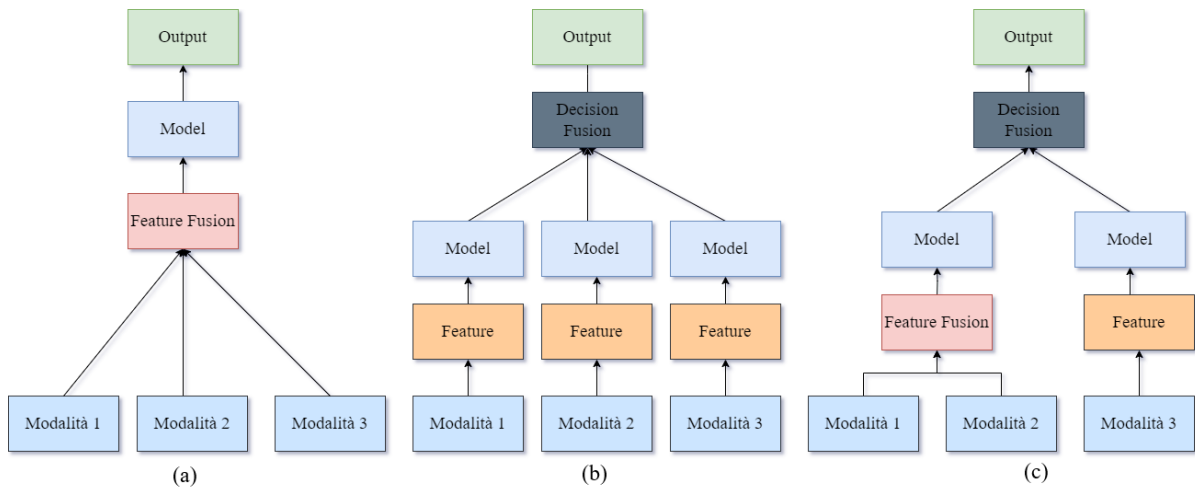 Output
Model
Feature Fusion
Modalità 1
Modalità 2
Modalità 3
(a)
Output
Decision
Fusion
Model
Model
Model
Feature
Feature
Feature
Modalità 1
Modalità 2
Modalità 3
(b)
Output
Decision
Fusion
Model
Model
Feature Fusion
Feature
Modalità 1
Modalità 2
Modalità 3
(c)